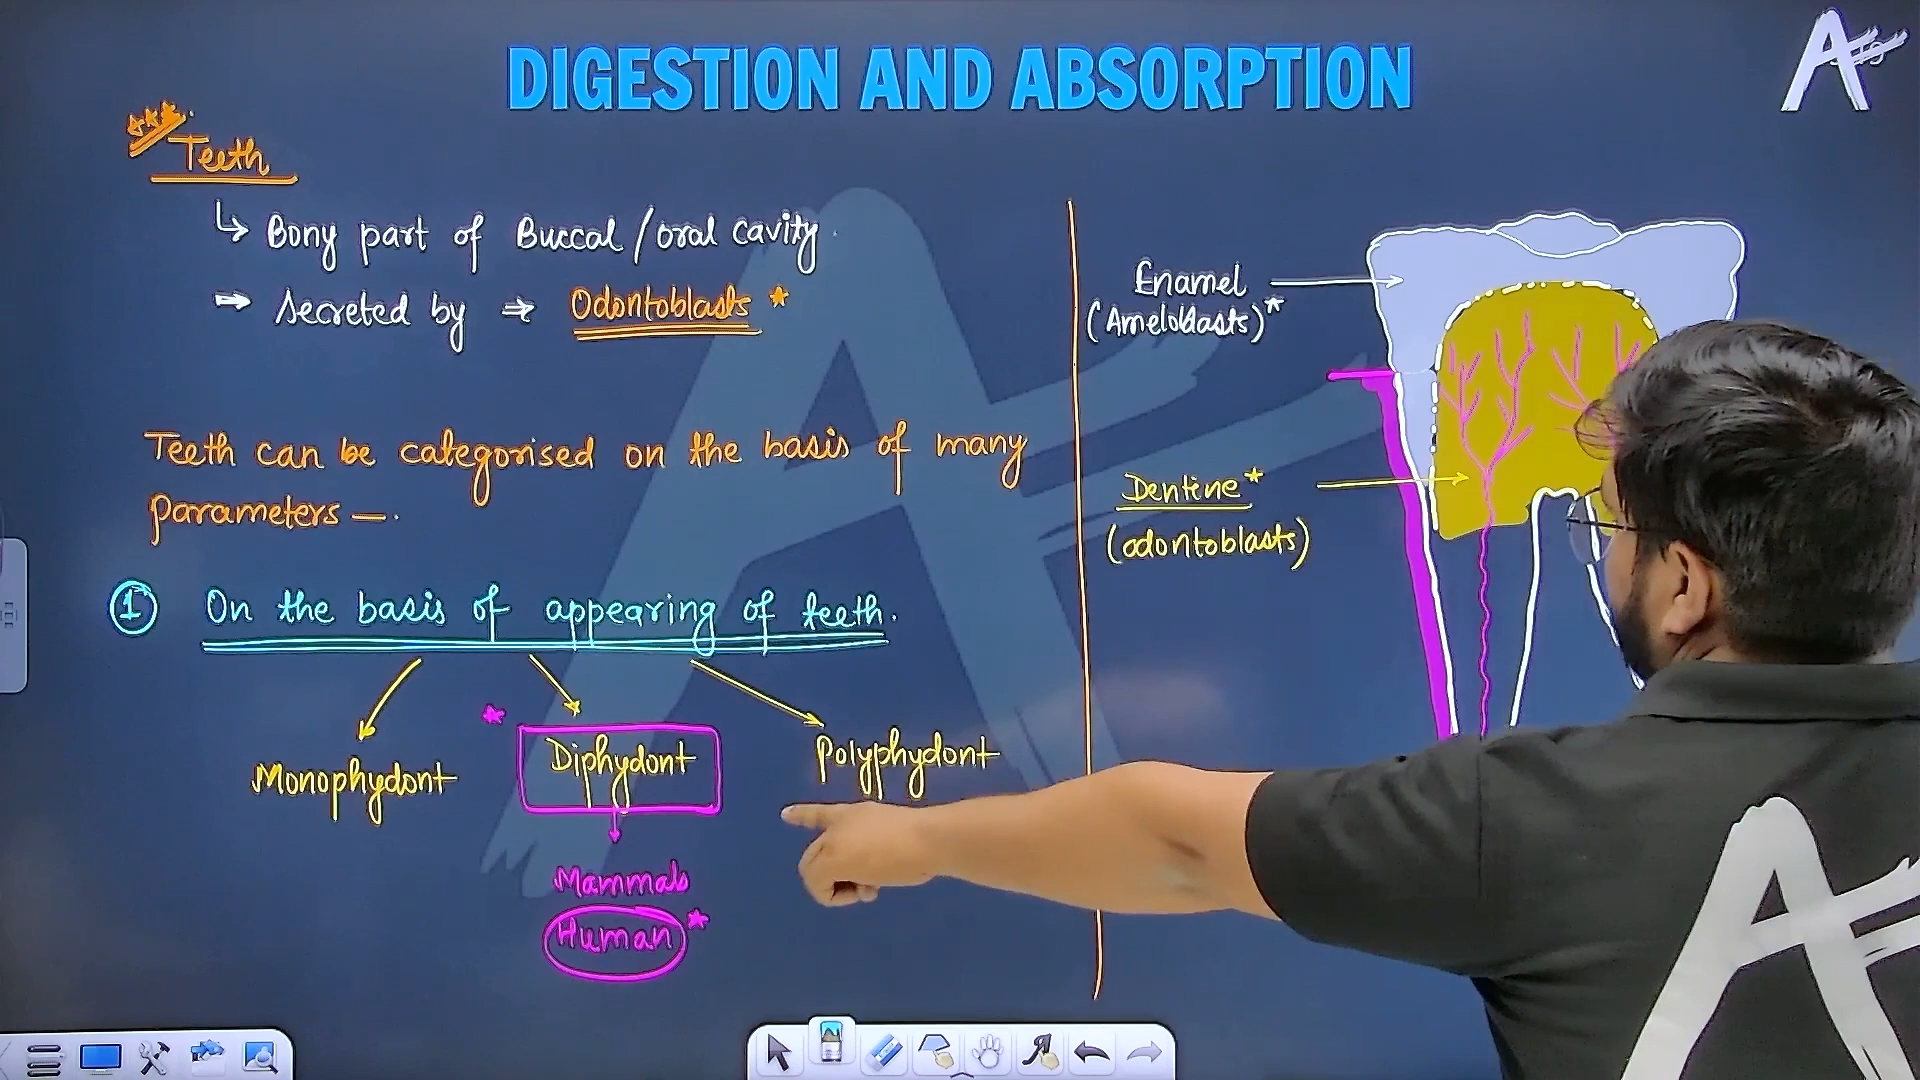 DIGESTION AND ABSORPTION
Teeth
Bony part of Buccal/oral cavity
Secreted by ⇒ Odontoblasts *
Teeth can be categorised on the basis of many
parameters —.
① On the basis of appearing of teeth.
Monophydont
Diphydont
Polyphydont
Mammals
Human *
Enamel
(Ameloblasts)*
Dentine *
(odontoblasts)